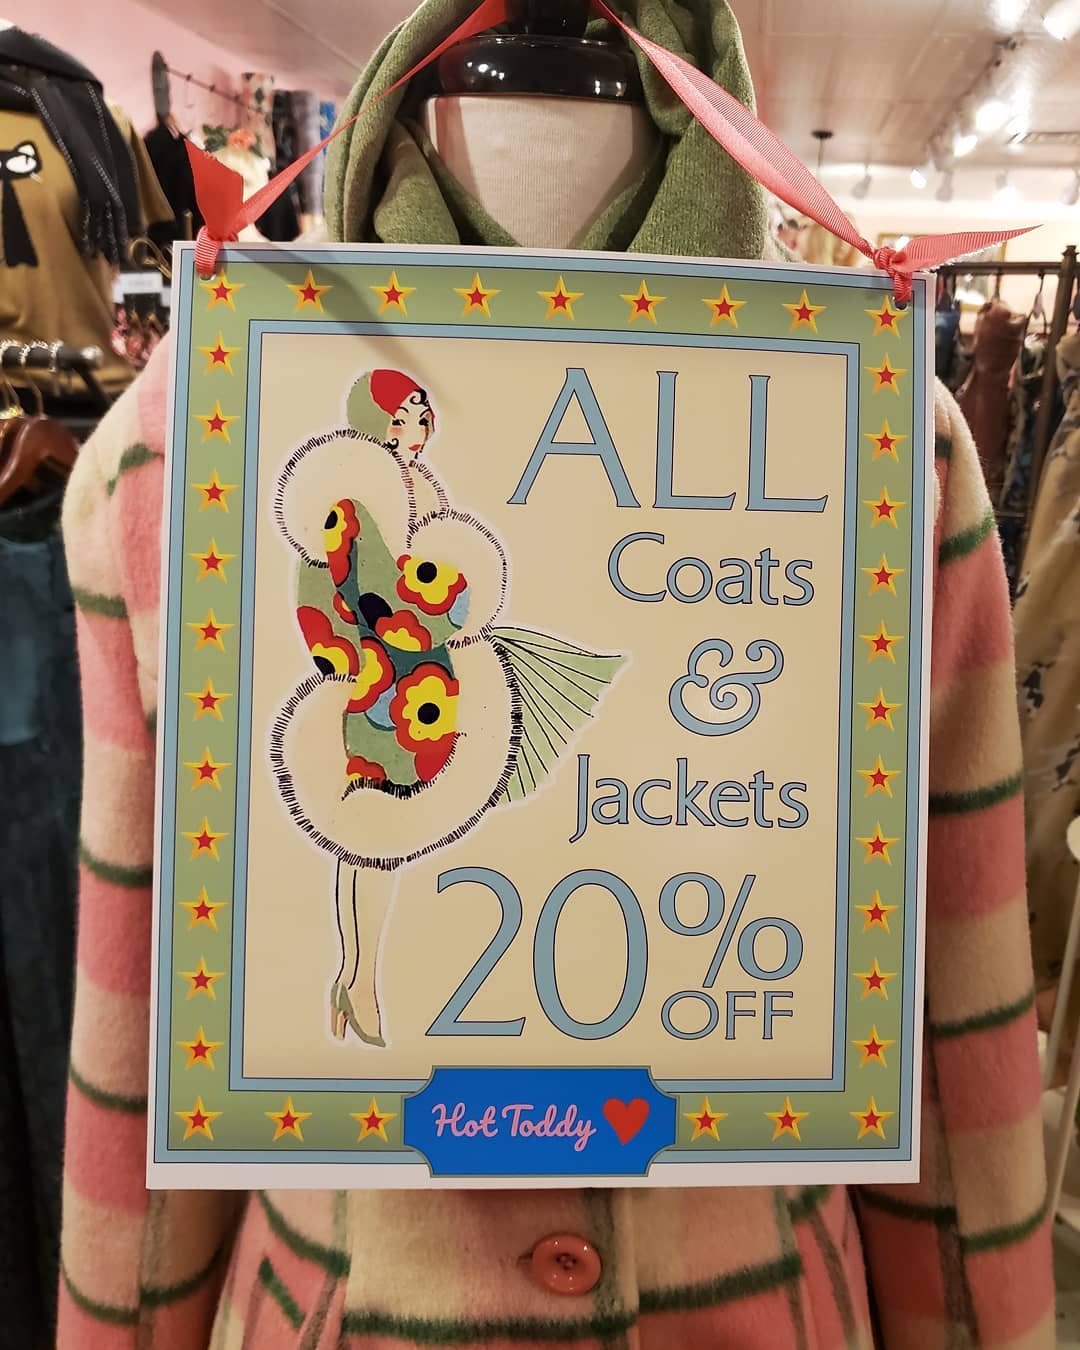 ALL
Coats
&
Jackets
20%
OFF
Hot Toddy